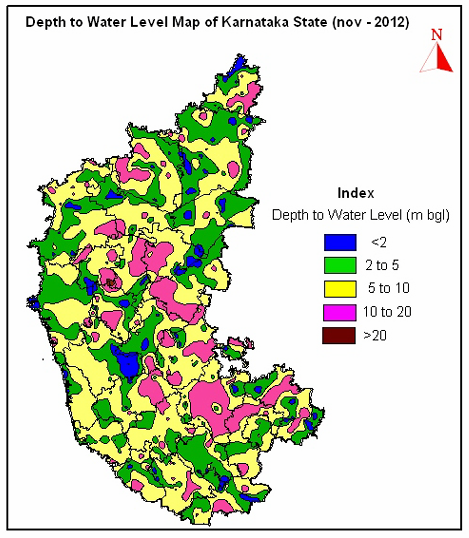 Depth to Water Level Map of Karnataka State (nov - 2012)
N
Index
Depth to Water Level (m bgl)
<2
2 to 5
5 to 10
10 to 20
>20